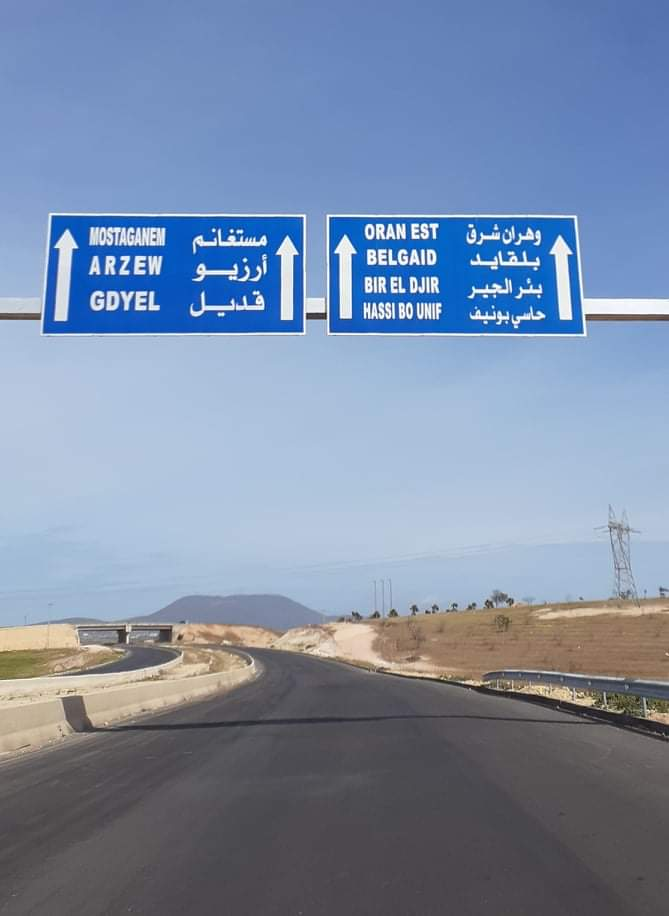 MOSTAGANEM مستغانم
ARZEW أرزيو
GDYEL قديل
ORAN EST وهران شرق
BELGAID بلقايد
BIR EL DJIR بئر الجير
HASSI BO UNIF حاسي بونيف